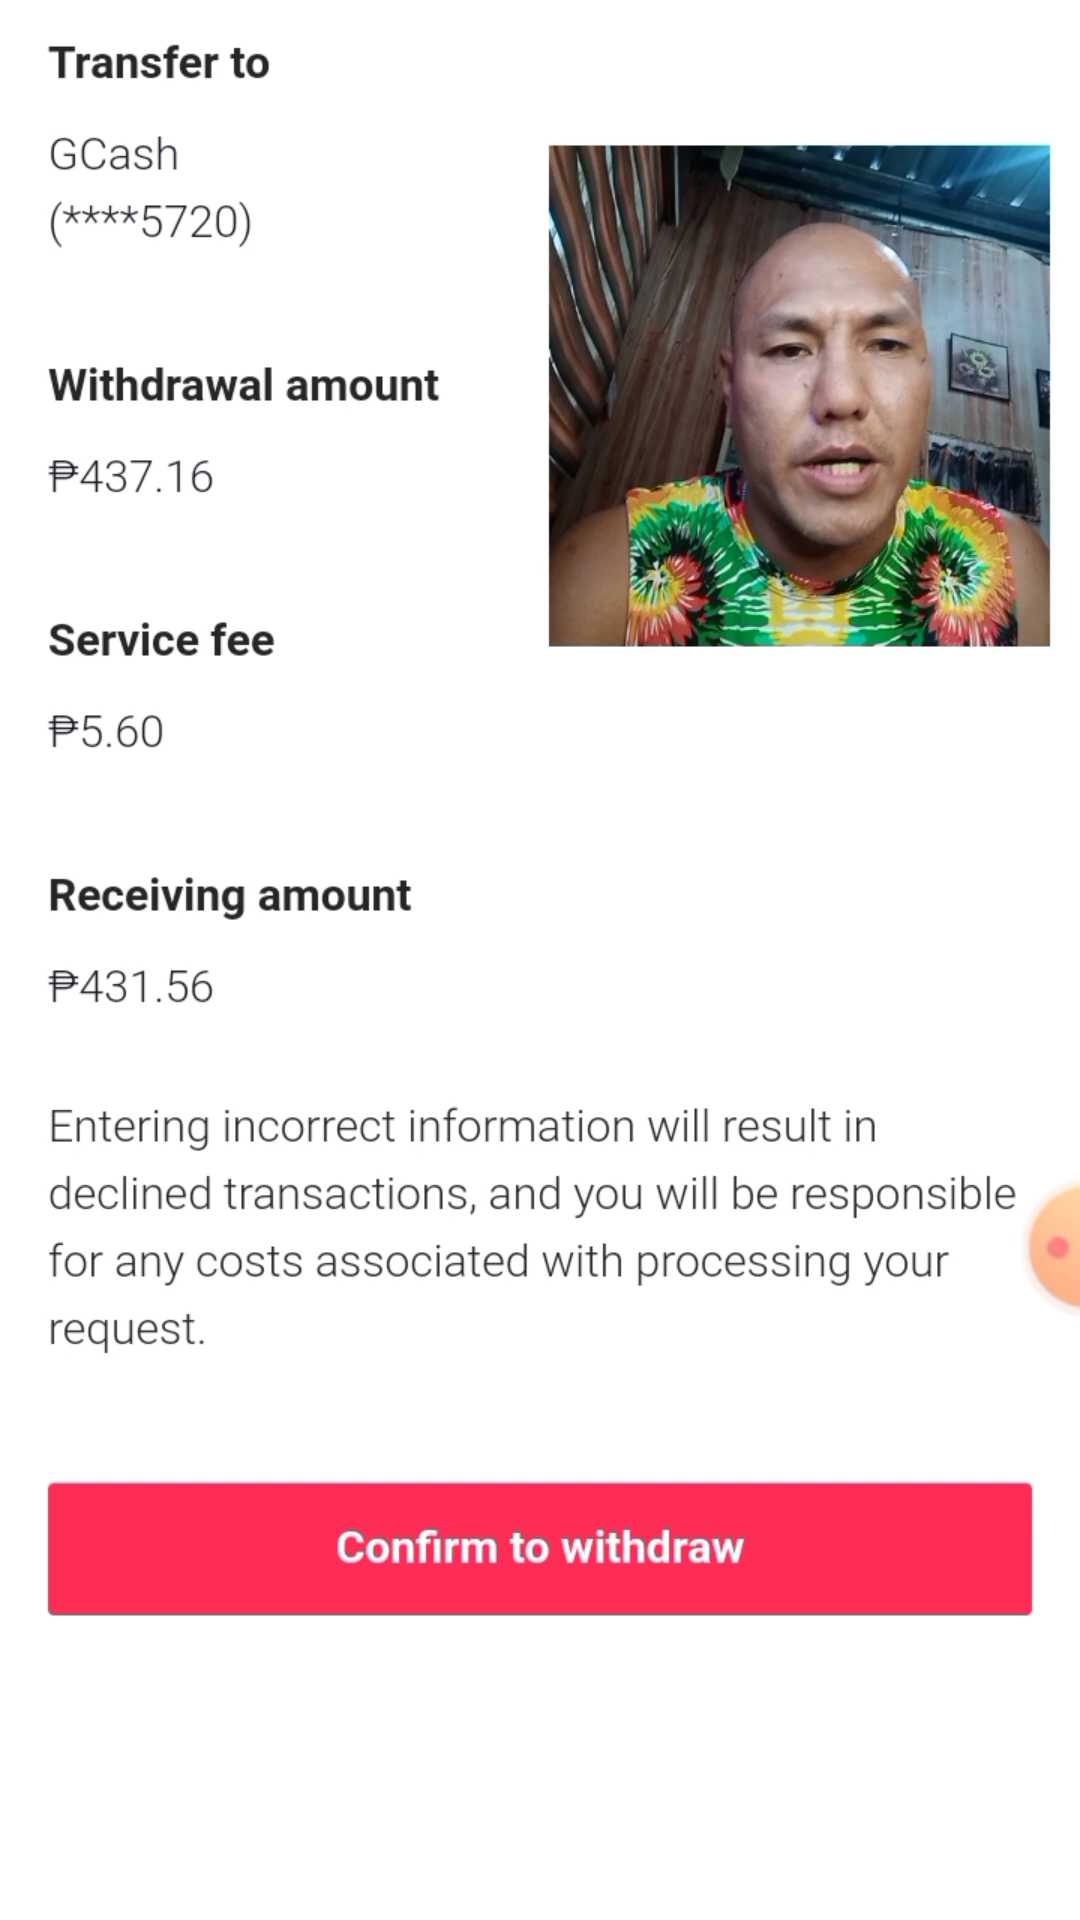 Transfer to
GCash
(****5720)
Withdrawal amount
₱437.16
Service fee
₱5.60
Receiving amount
₱431.56
Entering incorrect information will result in
declined transactions, and you will be responsible
for any costs associated with processing your
request.
Confirm to withdraw